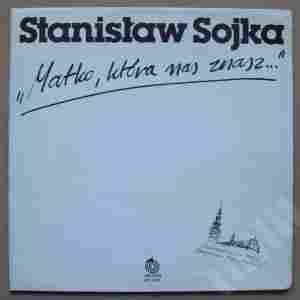 Stanisław Sojka
„Matko, która nas znasz..."